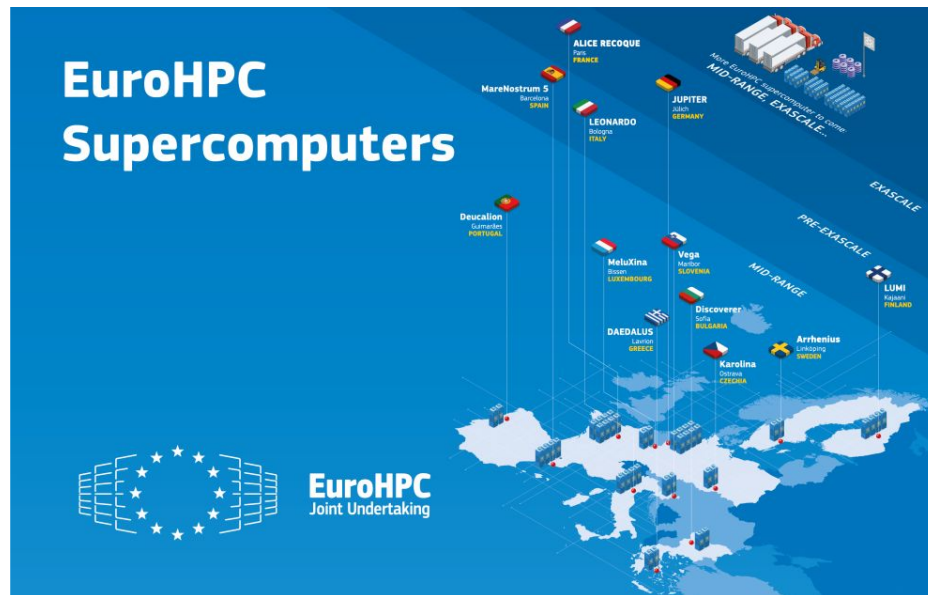 EuroHPC
Supercomputers
ALICE RECOQUE
Paris
FRANCE
MareNostrum 5
Barcelona
SPAIN
LEONARDO
Bologna
ITALY
JUPITER
Jülich
GERMANY
More EuroHPC supercomputer to come:
MID-RANGE, EXASCALE...
EXASCALE
PRE-EXASCALE
MID-RANGE
Deucalion
Guimarães
PORTUGAL
MeluXina
Bissen
LUXEMBOURG
Vega
Maribor
SLOVENIA
LUMI
Kajaani
FINLAND
Discoverer
Sofia
BULGARIA
DAEDALUS
Lavrion
GREECE
Karolina
Ostrava
CZECHIA
Arrhenius
Linköping
SWEDEN
EuroHPC
Joint Undertaking